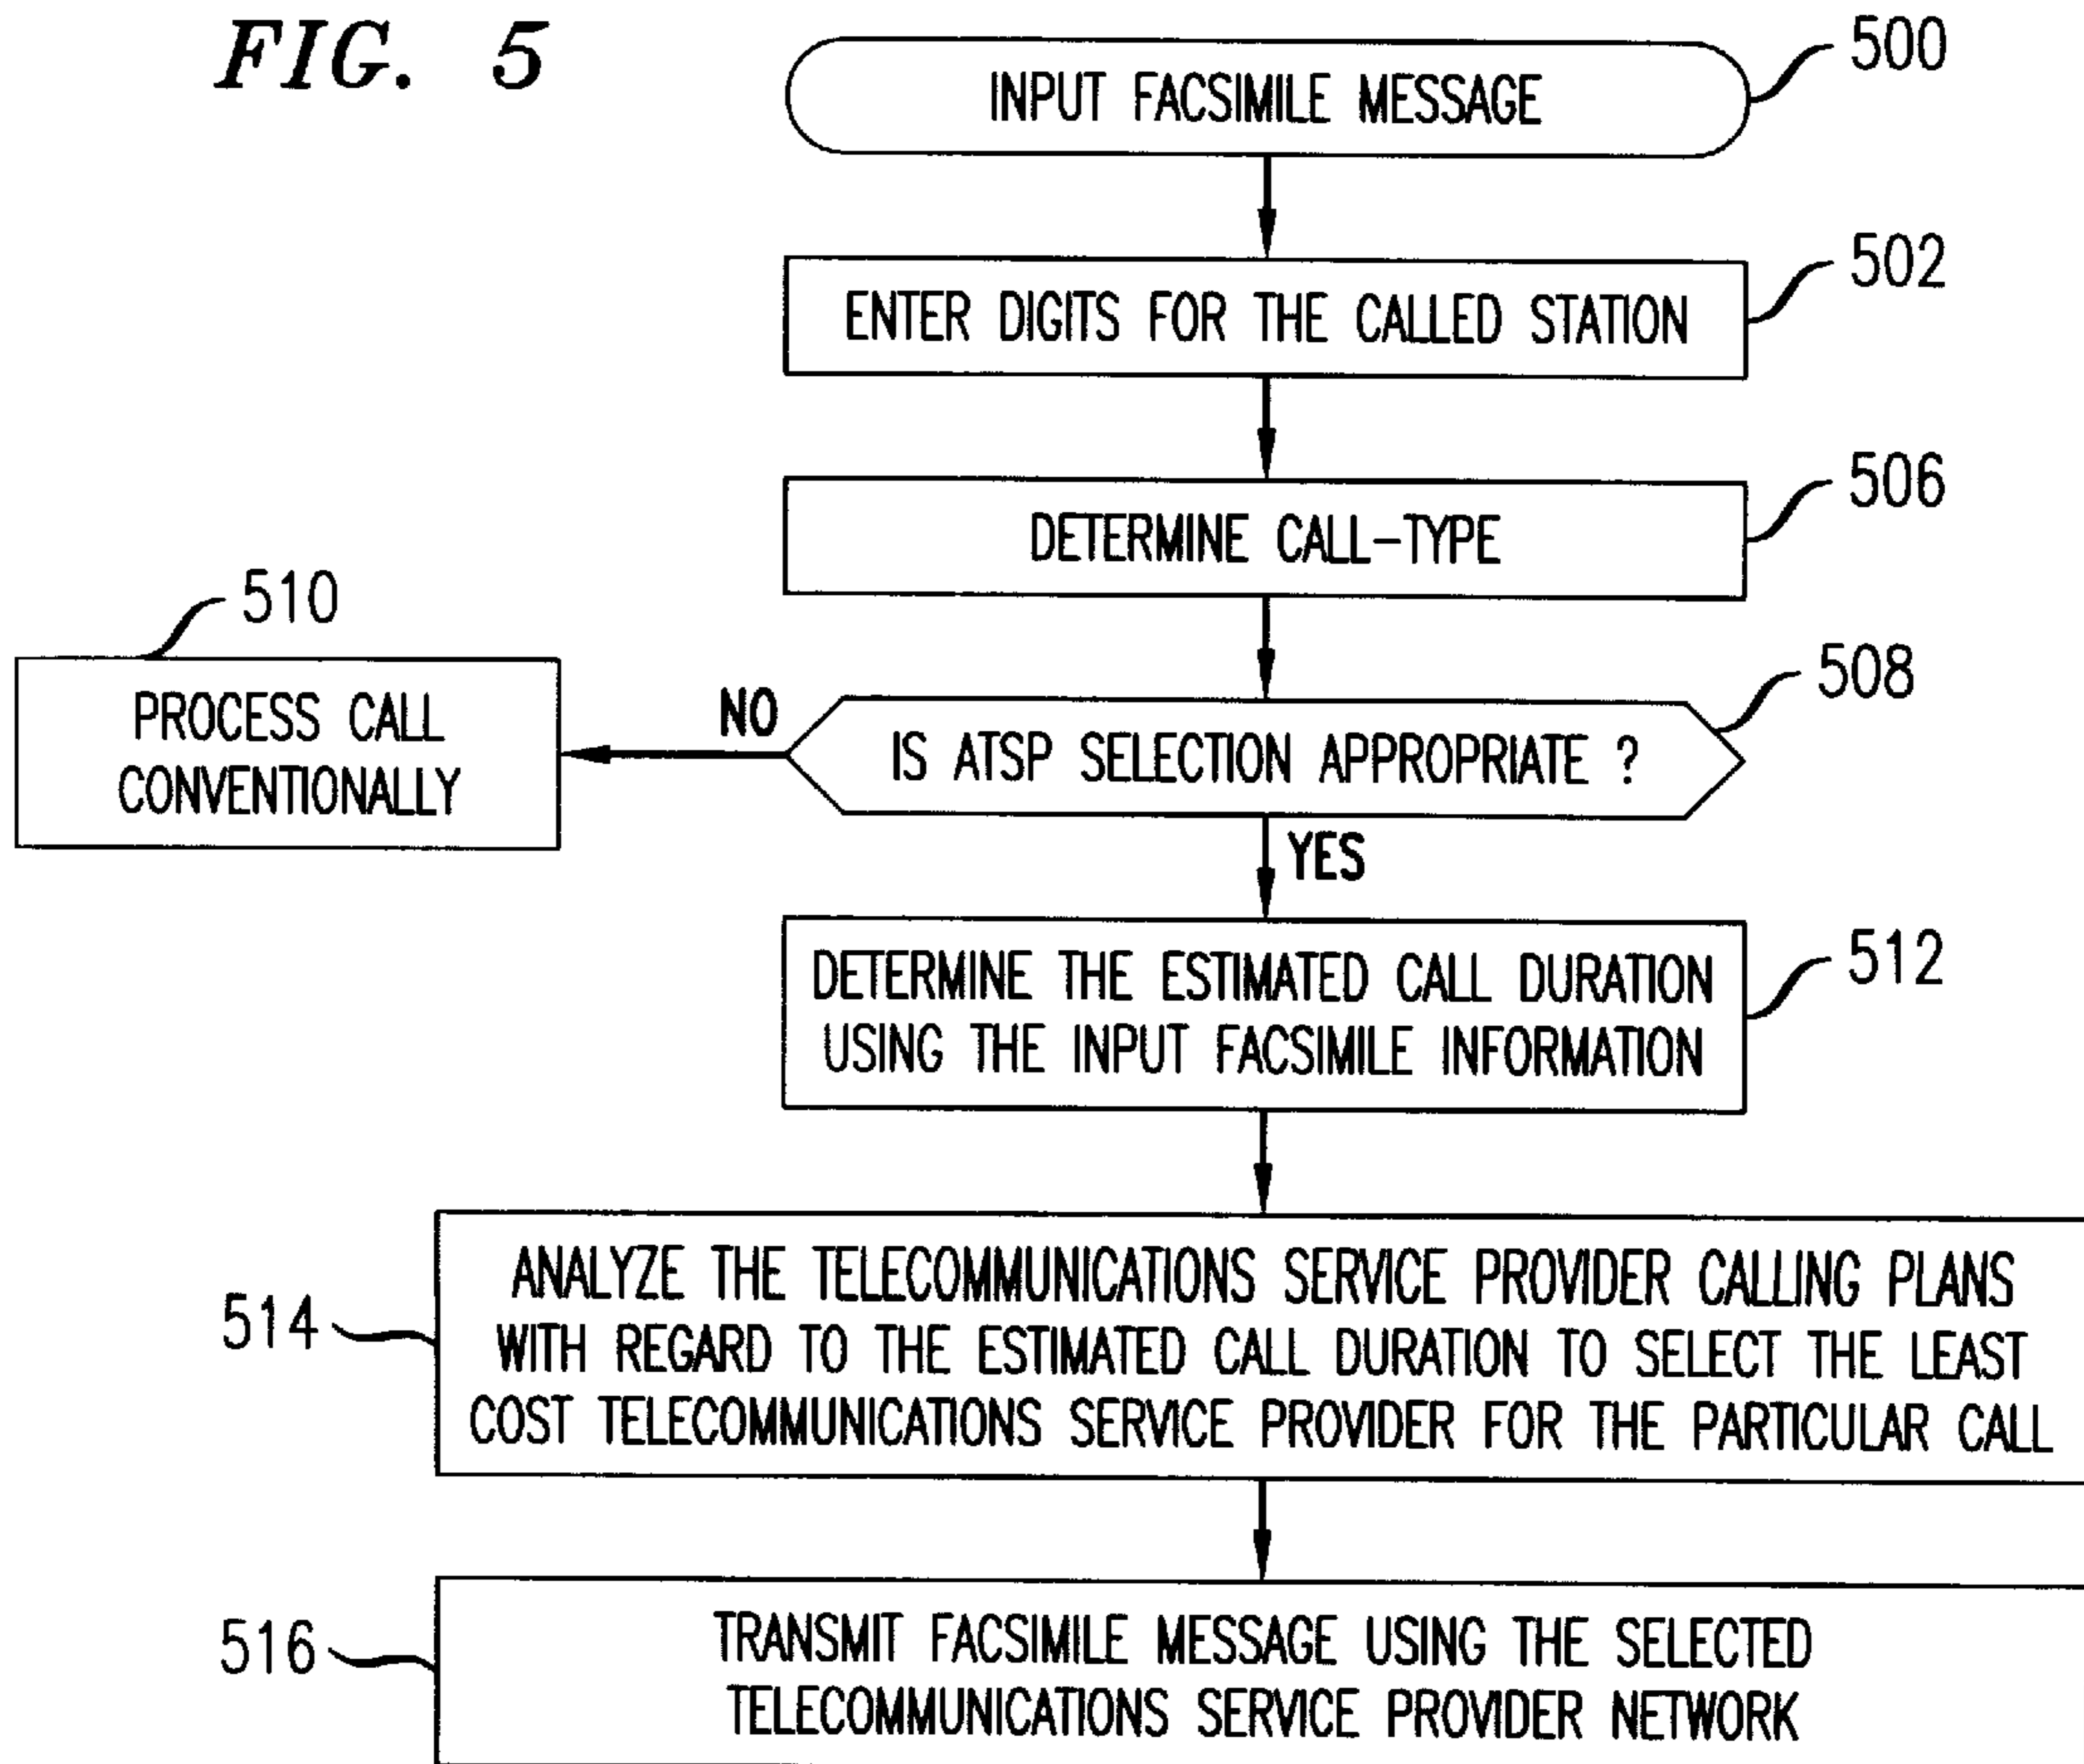 FIG. 5
INPUT FACSIMILE MESSAGE
500
ENTER DIGITS FOR THE CALLED STATION
502
DETERMINE CALL-TYPE
506
510
PROCESS CALL
CONVENTIONALLY
NO
IS ATSP SELECTION APPROPRIATE ?
508
YES
DETERMINE THE ESTIMATED CALL DURATION
USING THE INPUT FACSIMILE INFORMATION
512
514
ANALYZE THE TELECOMMUNICATIONS SERVICE PROVIDER CALLING PLANS
WITH REGARD TO THE ESTIMATED CALL DURATION TO SELECT THE LEAST
COST TELECOMMUNICATIONS SERVICE PROVIDER FOR THE PARTICULAR CALL
516
TRANSMIT FACSIMILE MESSAGE USING THE SELECTED
TELECOMMUNICATIONS SERVICE PROVIDER NETWORK